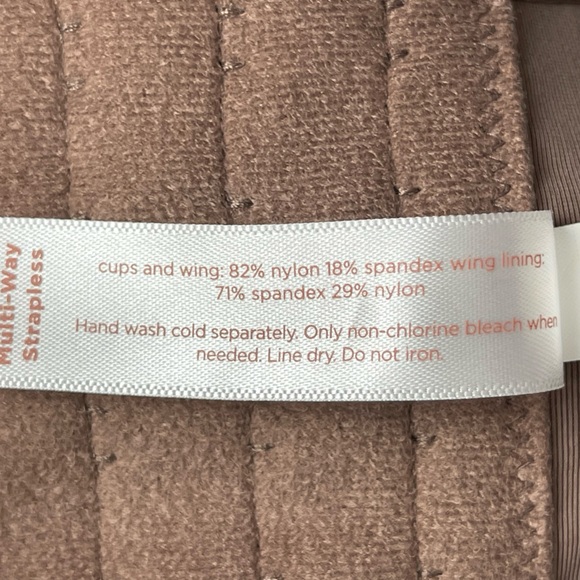 Multi-Way
Strapless
cups and wing: 82% nylon 18% spandex wing lining:
71% spandex 29% nylon
Hand wash cold separately. Only non-chlorine bleach when
needed. Line dry. Do not iron.